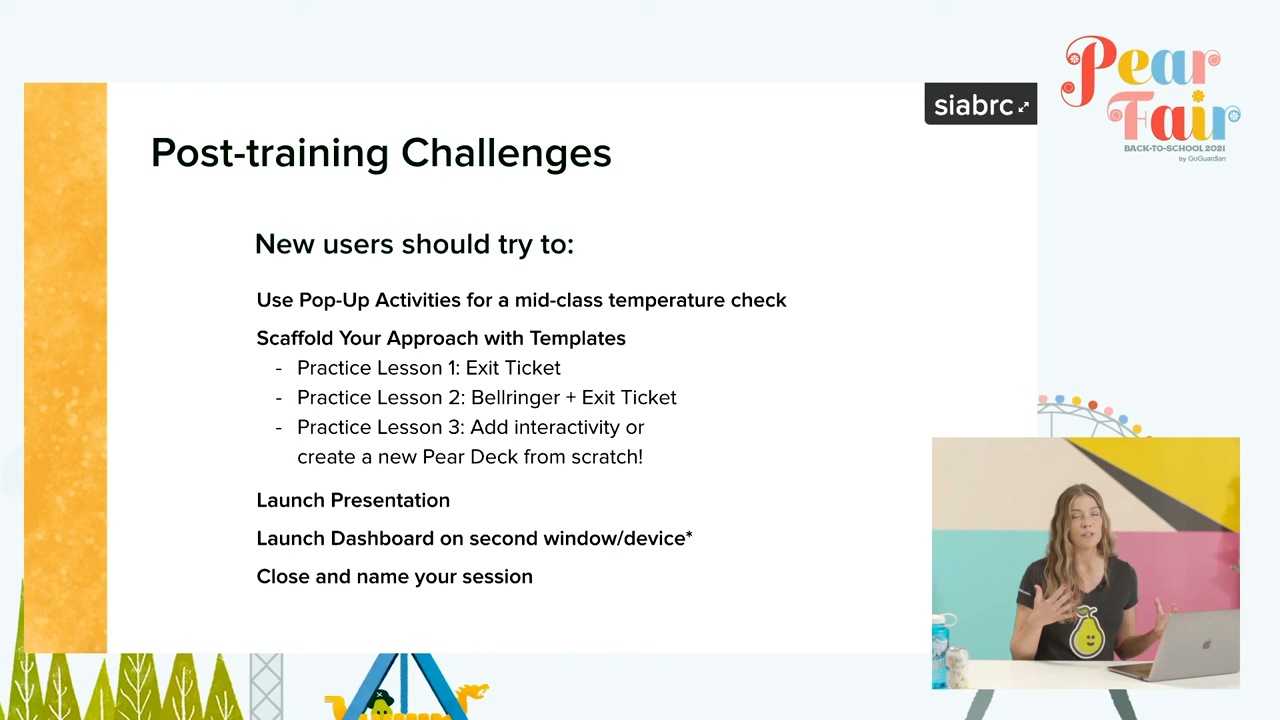 Pear
Fair
BACK-TO-SCHOOL 2021
by GoGuardian
siabrc
Post-training Challenges
New users should try to:
Use Pop-Up Activities for a mid-class temperature check
Scaffold Your Approach with Templates
- Practice Lesson 1: Exit Ticket
- Practice Lesson 2: Bellringer + Exit Ticket
- Practice Lesson 3: Add interactivity or
create a new Pear Deck from scratch!
Launch Presentation
Launch Dashboard on second window/device*
Close and name your session